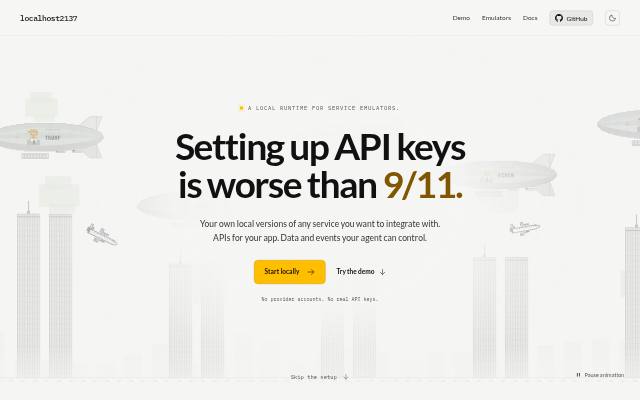 localhost2137
Demo
Emulators
Docs
GitHub
A LOCAL RUNTIME FOR SERVICE EMULATORS.
Setting up API keys
is worse than 9/11.
Your own local versions of any service you want to integrate with.
APIs for your app. Data and events your agent can control.
Start locally →
Try the demo ↓
No provider accounts. No real API keys.
Skip the setup ↓
Pause animation